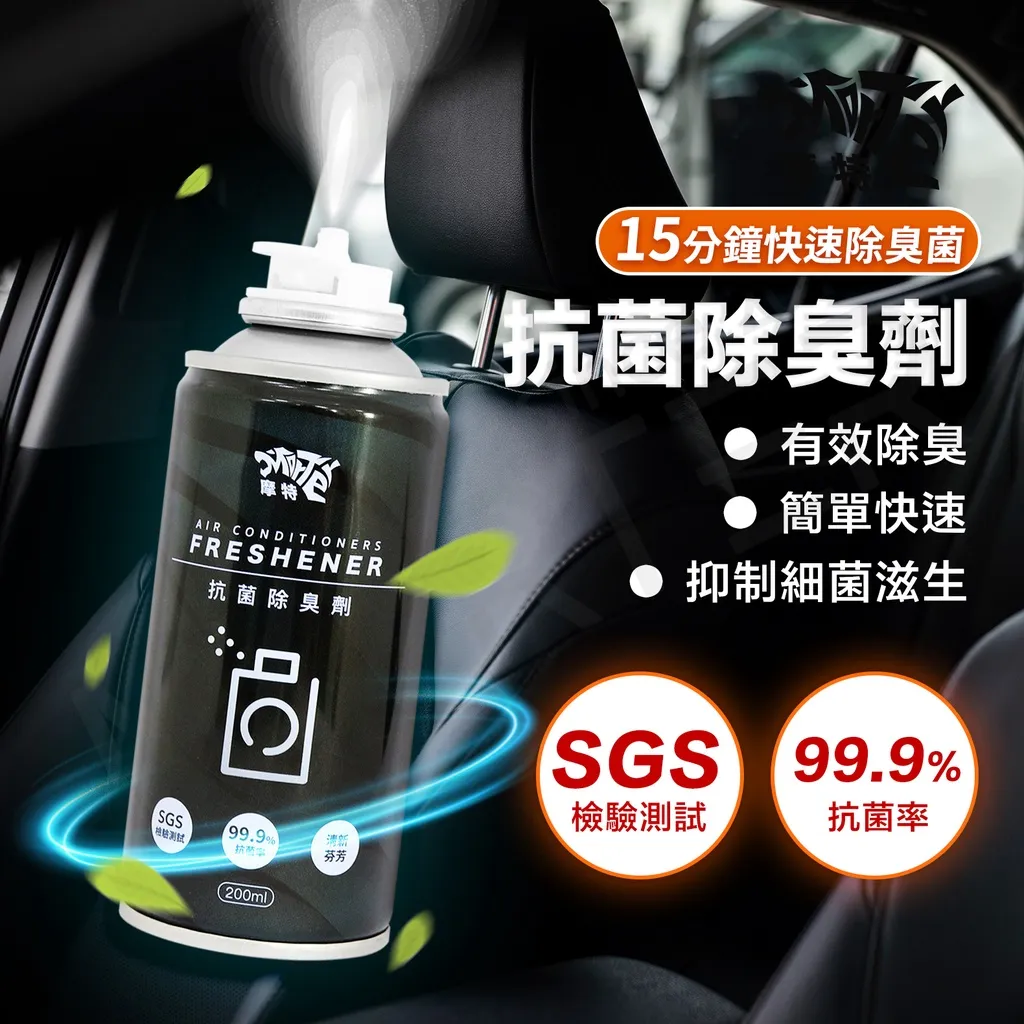 15分鐘快速除臭菌
抗菌除臭劑
有效除臭
簡單快速
抑制細菌滋生
SGS
檢驗測試
99.9%
抗菌率
摩特
AIR CONDITIONERS
FRESHENER
抗菌除臭劑
SGS
檢驗測試
99.9%
抗菌率
清新
芬芳
200ml